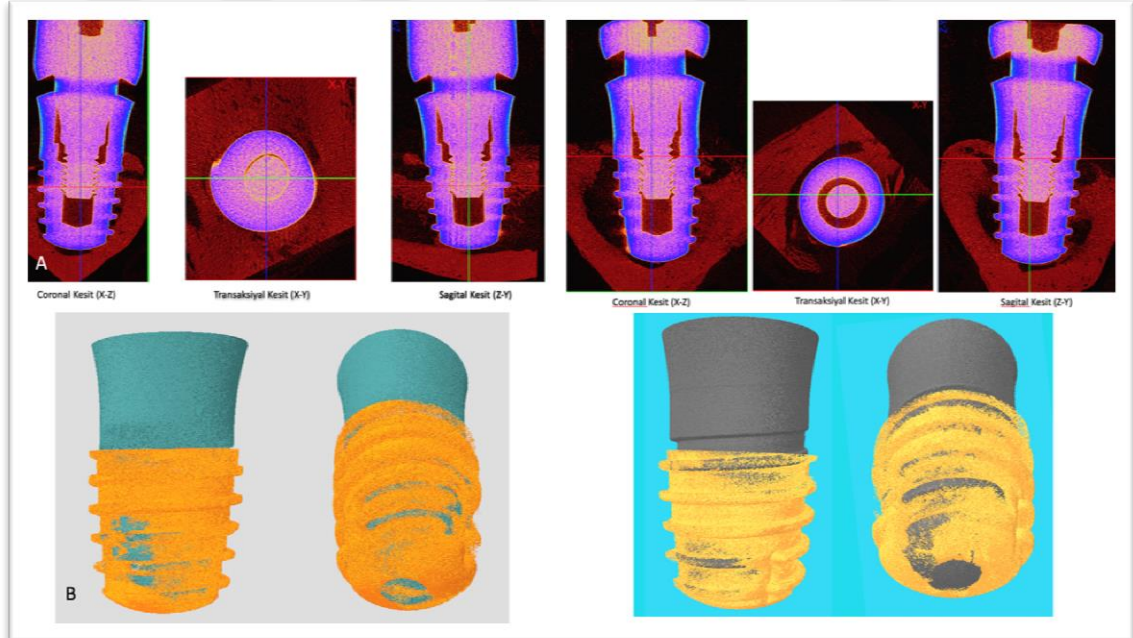 X-Y
X-Y
A
Coronal Kesit (X-Z)
Transaksiyal Kesit (X-Y)
Sagital Kesit (Z-Y)
Coronal Kesit (X-Z)
Transaksiyal Kesit (X-Y)
Sagital Kesit (Z-Y)
B